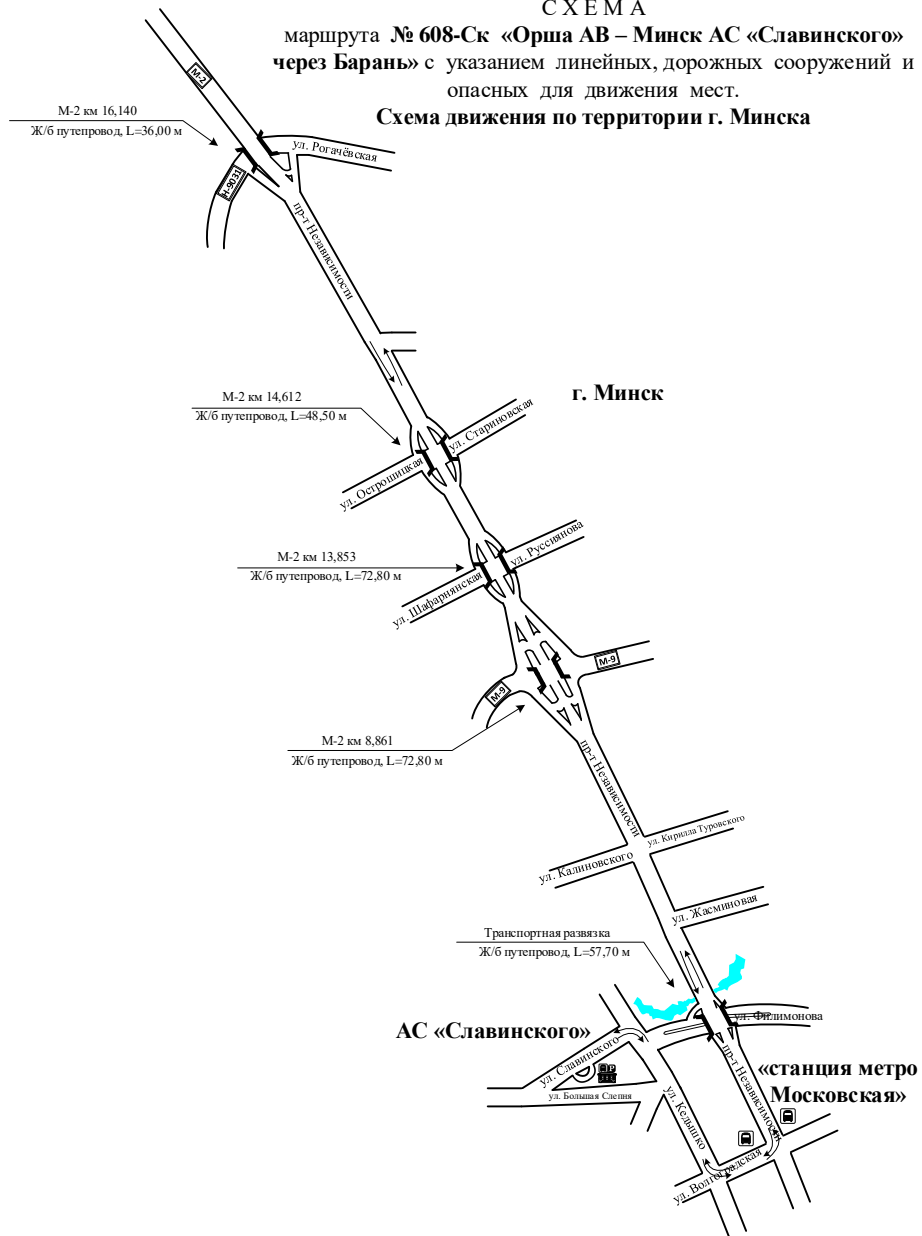 С Х Е М А
маршрута № 608-Ск «Орша АВ – Минск АС «Славинского»
через Барань» с указанием линейных, дорожных сооружений и
опасных для движения мест.
Схема движения по территории г. Минска
М-2
М-2 км 16,140
Ж/б путепровод, L=36,00 м
ул. Рогачёвская
Н-9031
пр-т Независимости
г. Минск
М-2 км 14,612
Ж/б путепровод, L=48,50 м
ул. Стариновская
ул. Острошицкая
М-2 км 13,853
Ж/б путепровод, L=72,80 м
ул. Руссиянова
ул. Шафарнянская
М-9
М-9
М-2 км 8,861
Ж/б путепровод, L=72,80 м
пр-т Независимости
ул. Кирилла Туровского
ул. Калиновского
ул. Жасминовая
Транспортная развязка
Ж/б путепровод, L=57,70 м
ул. Филимонова
АС «Славинского»
ул. Славинского
«станция метро
Московская»
ул. Большая Слепня
пр-т Независимости
ул. Кедышко
ул. Волгоградская